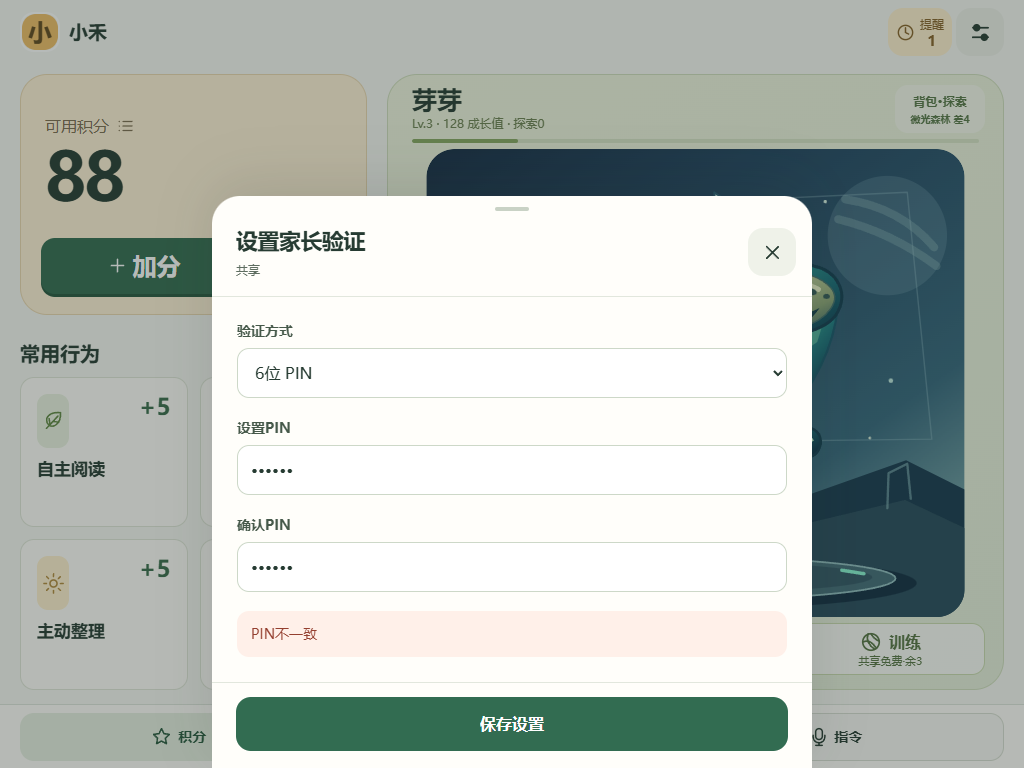 小 小禾
提醒
1
可用积分
88
+ 加分
芽芽
Lv.3 · 128 成长值 · 探索0
背包·探索
微光森林 差4
设置家长验证
共享
验证方式
6位 PIN
设置PIN
••••••
确认PIN
••••••
PIN不一致
保存设置
常用行为
+5
自主阅读
+5
主动整理
训练
共享免费·余3
积分
指令